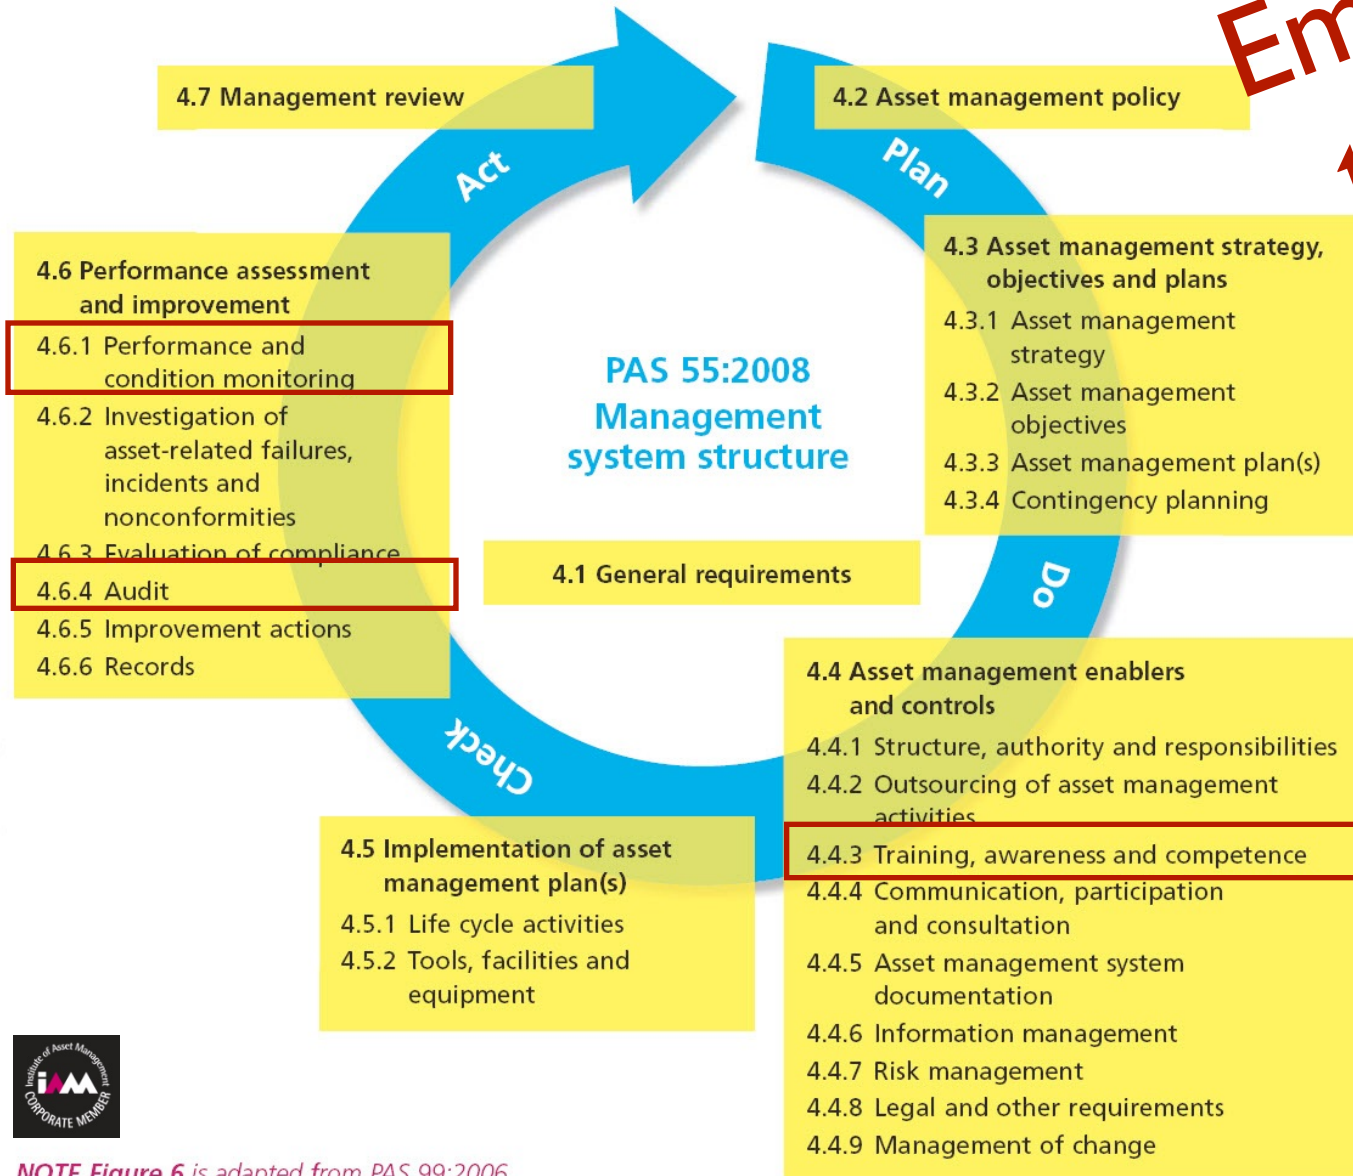 Em
4.7 Management review
4.2 Asset management policy
Act
Plan
4.3 Asset management strategy,
objectives and plans
4.3.1 Asset management
strategy
4.3.2 Asset management
objectives
4.3.3 Asset management plan(s)
4.3.4 Contingency planning
4.6 Performance assessment
and improvement
4.6.1 Performance and
condition monitoring
4.6.2 Investigation of
asset-related failures,
incidents and
nonconformities
4.6.3 Evaluation of compliance
4.6.4 Audit
4.6.5 Improvement actions
4.6.6 Records
PAS 55:2008
Management
system structure
4.1 General requirements
Do
4.4 Asset management enablers
and controls
4.4.1 Structure, authority and responsibilities
4.4.2 Outsourcing of asset management
activities
4.4.3 Training, awareness and competence
4.4.4 Communication, participation
and consultation
4.4.5 Asset management system
documentation
4.4.6 Information management
4.4.7 Risk management
4.4.8 Legal and other requirements
4.4.9 Management of change
Check
4.5 Implementation of asset
management plan(s)
4.5.1 Life cycle activities
4.5.2 Tools, facilities and
equipment
Institute of Asset Management
iAM
CORPORATE MEMBER
NOTE Figure 6 is adapted from PAS 99:2006